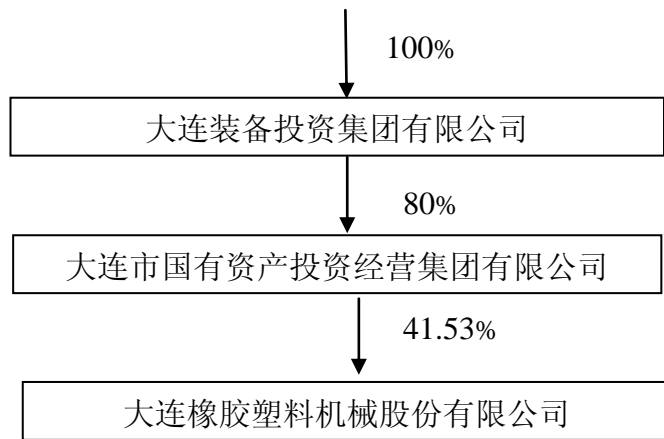 100%
大连装备投资集团有限公司
80%
大连市国有资产投资经营集团有限公司
41.53%
大连橡胶塑料机械股份有限公司